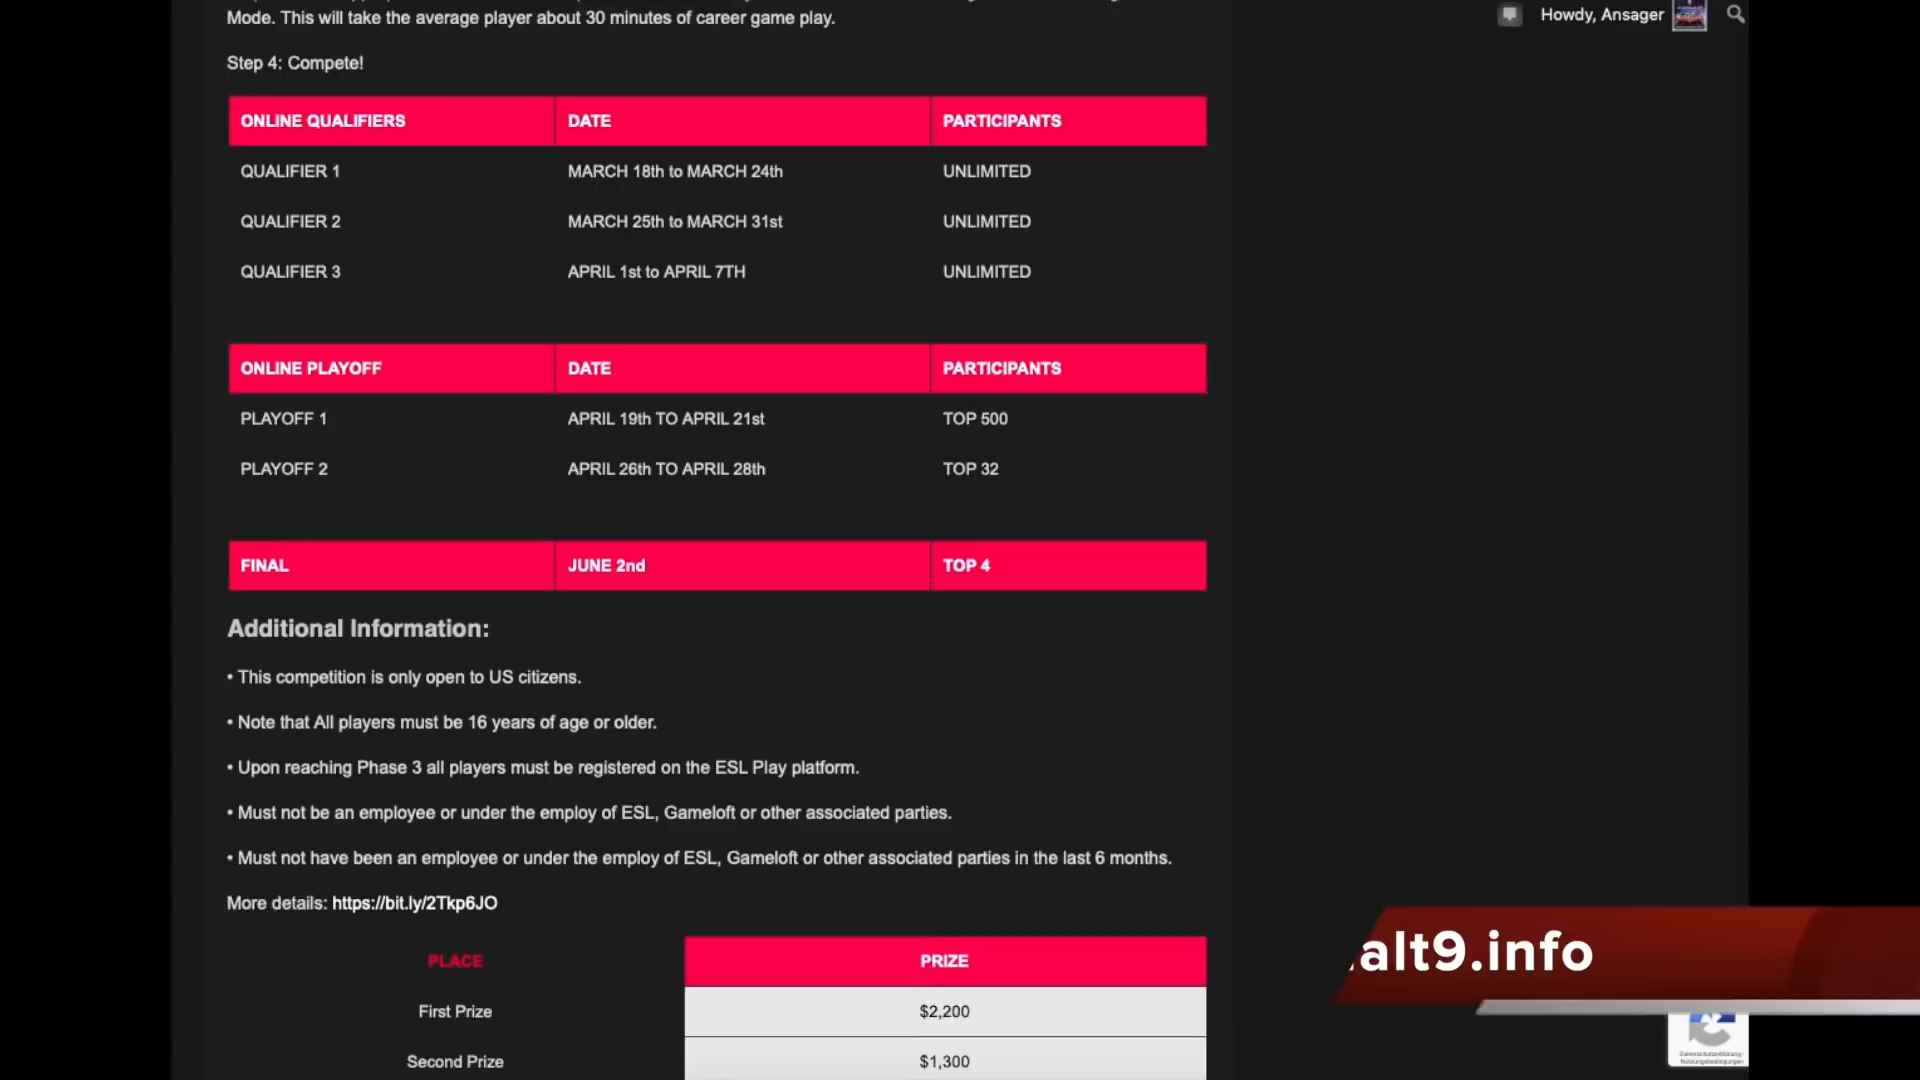 Mode. This will take the average player about 30 minutes of career game play.
Howdy, Ansager
Step 4: Compete!
ONLINE QUALIFIERS DATE PARTICIPANTS
QUALIFIER 1 MARCH 18th to MARCH 24th UNLIMITED
QUALIFIER 2 MARCH 25th to MARCH 31st UNLIMITED
QUALIFIER 3 APRIL 1st to APRIL 7TH UNLIMITED
ONLINE PLAYOFF DATE PARTICIPANTS
PLAYOFF 1 APRIL 19th TO APRIL 21st TOP 500
PLAYOFF 2 APRIL 26th TO APRIL 28th TOP 32
FINAL JUNE 2nd TOP 4
Additional Information:
• This competition is only open to US citizens.
• Note that All players must be 16 years of age or older.
• Upon reaching Phase 3 all players must be registered on the ESL Play platform.
• Must not be an employee or under the employ of ESL, Gameloft or other associated parties.
• Must not have been an employee or under the employ of ESL, Gameloft or other associated parties in the last 6 months.
More details: https://bit.ly/2Tkp6JO
PLACE PRIZE
First Prize $2,200
Second Prize $1,300
alt9.info
Datenschutzerklärung -
Nutzungsbedingungen